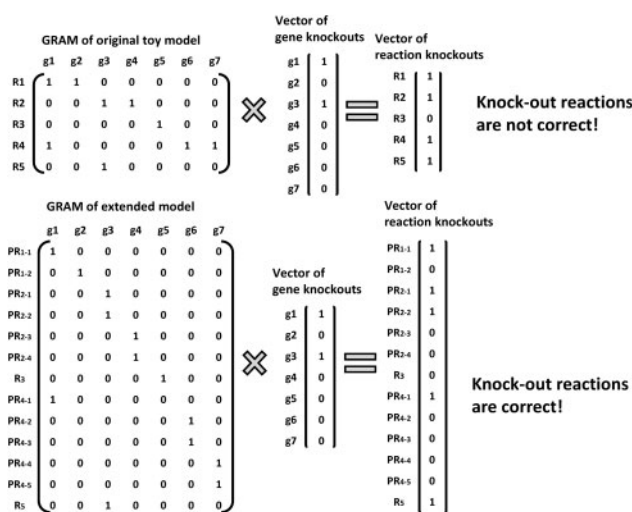 GRAM of original toy model
g1 g2 g3 g4 g5 g6 g7
R1 1 1 0 0 0 0 0
R2 0 0 1 1 0 0 0
R3 0 0 0 0 1 0 0
R4 1 0 0 0 0 1 1
R5 0 0 1 0 0 0 0
Vector of
gene knockouts
g1 1
g2 0
g3 1
g4 0
g5 0
g6 0
g7 0
Vector of
reaction knockouts
R1 1
R2 1
R3 0
R4 1
R5 1
Knock-out reactions
are not correct!
GRAM of extended model
g1 g2 g3 g4 g5 g6 g7
PR1-1 1 0 0 0 0 0 0
PR1-2 0 1 0 0 0 0 0
PR2-1 0 0 1 0 0 0 0
PR2-2 0 0 1 0 0 0 0
PR2-3 0 0 0 1 0 0 0
PR2-4 0 0 0 1 0 0 0
R3 0 0 0 0 1 0 0
PR4-1 1 0 0 0 0 0 0
PR4-2 0 0 0 0 0 1 0
PR4-3 0 0 0 0 0 1 0
PR4-4 0 0 0 0 0 0 1
PR4-5 0 0 0 0 0 0 1
R5 0 0 1 0 0 0 0
Vector of
gene knockouts
g1 1
g2 0
g3 1
g4 0
g5 0
g6 0
g7 0
Vector of
reaction knockouts
PR1-1 1
PR1-2 0
PR2-1 1
PR2-2 1
PR2-3 0
PR2-4 0
R3 0
PR4-1 1
PR4-2 0
PR4-3 0
PR4-4 0
PR4-5 0
R5 1
Knock-out reactions
are correct!